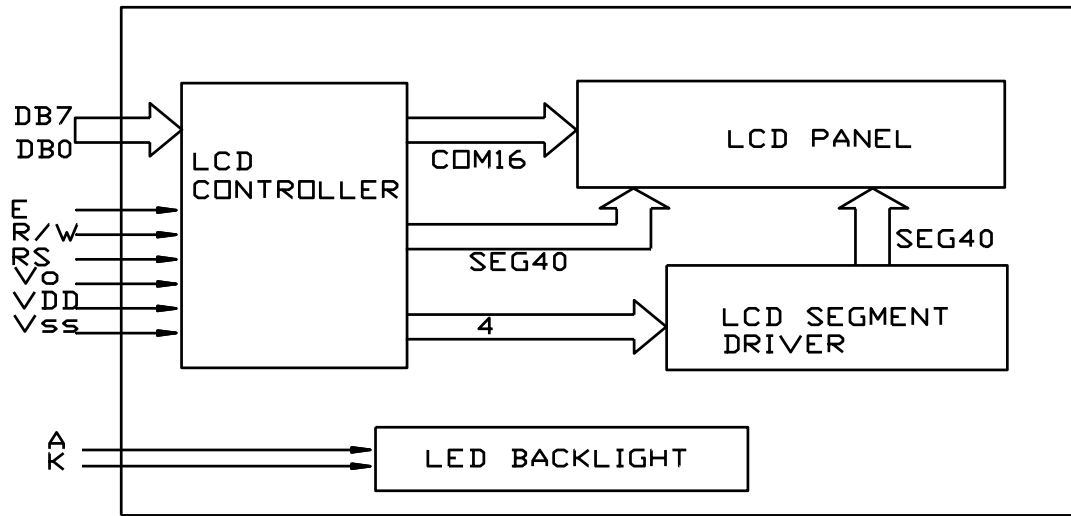 DB7
DB0
LCD
CONTROLLER
COM16
LCD PANEL
E
R/W
RS
Vo
VDD
Vss
SEG40
SEG40
4
LCD SEGMENT
DRIVER
A
K
LED BACKLIGHT